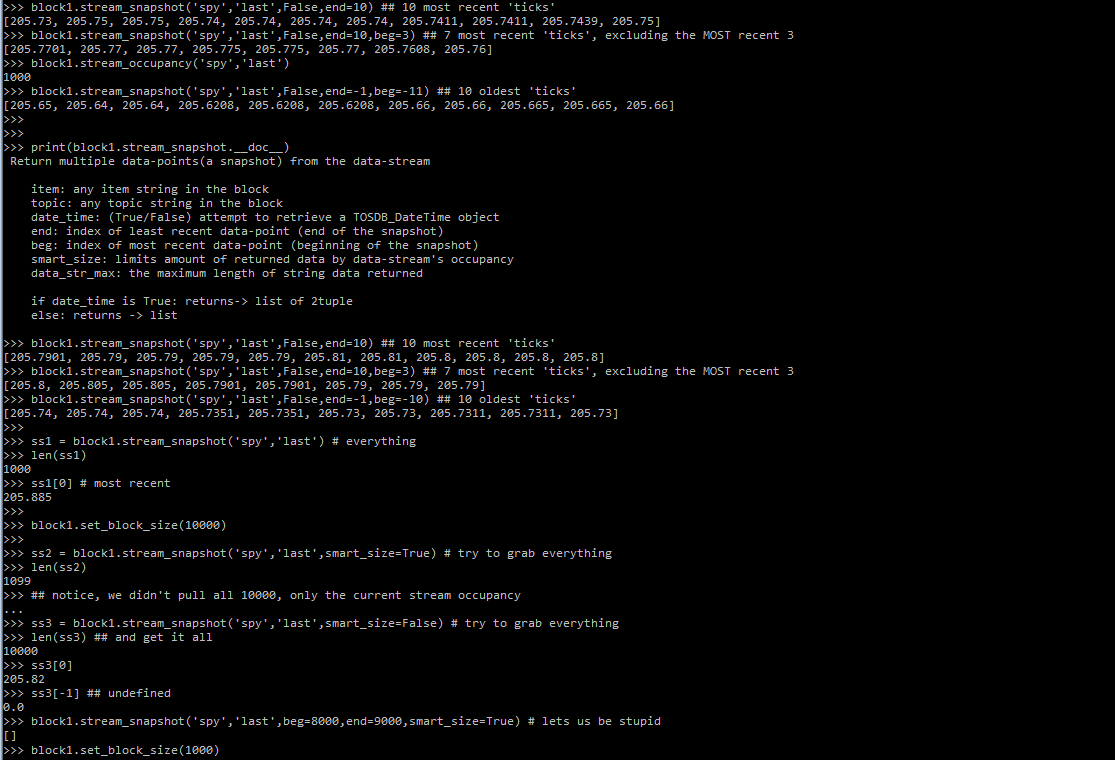 >>> block1.stream_snapshot('spy','last',False,end=10) ## 10 most recent 'ticks'
[205.73, 205.75, 205.75, 205.74, 205.74, 205.74, 205.74, 205.7411, 205.7411, 205.7439, 205.75]
>>> block1.stream_snapshot('spy','last',False,end=10,beg=3) ## 7 most recent 'ticks', excluding the MOST recent 3
[205.7701, 205.77, 205.77, 205.775, 205.775, 205.77, 205.7608, 205.76]
>>> block1.stream_occupancy('spy','last')
1000
>>> block1.stream_snapshot('spy','last',False,end=-1,beg=-11) ## 10 oldest 'ticks'
[205.65, 205.64, 205.64, 205.6208, 205.6208, 205.6208, 205.66, 205.66, 205.665, 205.665, 205.66]
>>>
>>>
>>> print(block1.stream_snapshot.__doc__)
Return multiple data-points(a snapshot) from the data-stream
item: any item string in the block
topic: any topic string in the block
date_time: (True/False) attempt to retrieve a TOSDB_DateTime object
end: index of least recent data-point (end of the snapshot)
beg: index of most recent data-point (beginning of the snapshot)
smart_size: limits amount of returned data by data-stream's occupancy
data_str_max: the maximum length of string data returned
if date_time is True: returns-> list of 2tuple
else: returns -> list
>>> block1.stream_snapshot('spy','last',False,end=10) ## 10 most recent 'ticks'
[205.7901, 205.79, 205.79, 205.79, 205.79, 205.81, 205.81, 205.8, 205.8, 205.8, 205.8]
>>> block1.stream_snapshot('spy','last',False,end=10,beg=3) ## 7 most recent 'ticks', excluding the MOST recent 3
[205.8, 205.805, 205.805, 205.7901, 205.7901, 205.79, 205.79, 205.79]
>>> block1.stream_snapshot('spy','last',False,end=-1,beg=-10) ## 10 oldest 'ticks'
[205.74, 205.74, 205.74, 205.7351, 205.7351, 205.73, 205.73, 205.7311, 205.7311, 205.73]
>>>
>>> ss1 = block1.stream_snapshot('spy','last') # everything
>>> len(ss1)
1000
>>> ss1[0] # most recent
205.885
>>>
>>> block1.set_block_size(10000)
>>>
>>> ss2 = block1.stream_snapshot('spy','last',smart_size=True) # try to grab everything
>>> len(ss2)
1099
>>> ## notice, we didn't pull all 10000, only the current stream occupancy
...
>>> ss3 = block1.stream_snapshot('spy','last',smart_size=False) # try to grab everything
>>> len(ss3) ## and get it all
10000
>>> ss3[0]
205.82
>>> ss3[-1] ## undefined
0.0
>>> block1.stream_snapshot('spy','last',beg=8000,end=9000,smart_size=True) # lets us be stupid
[]
>>> block1.set_block_size(1000)